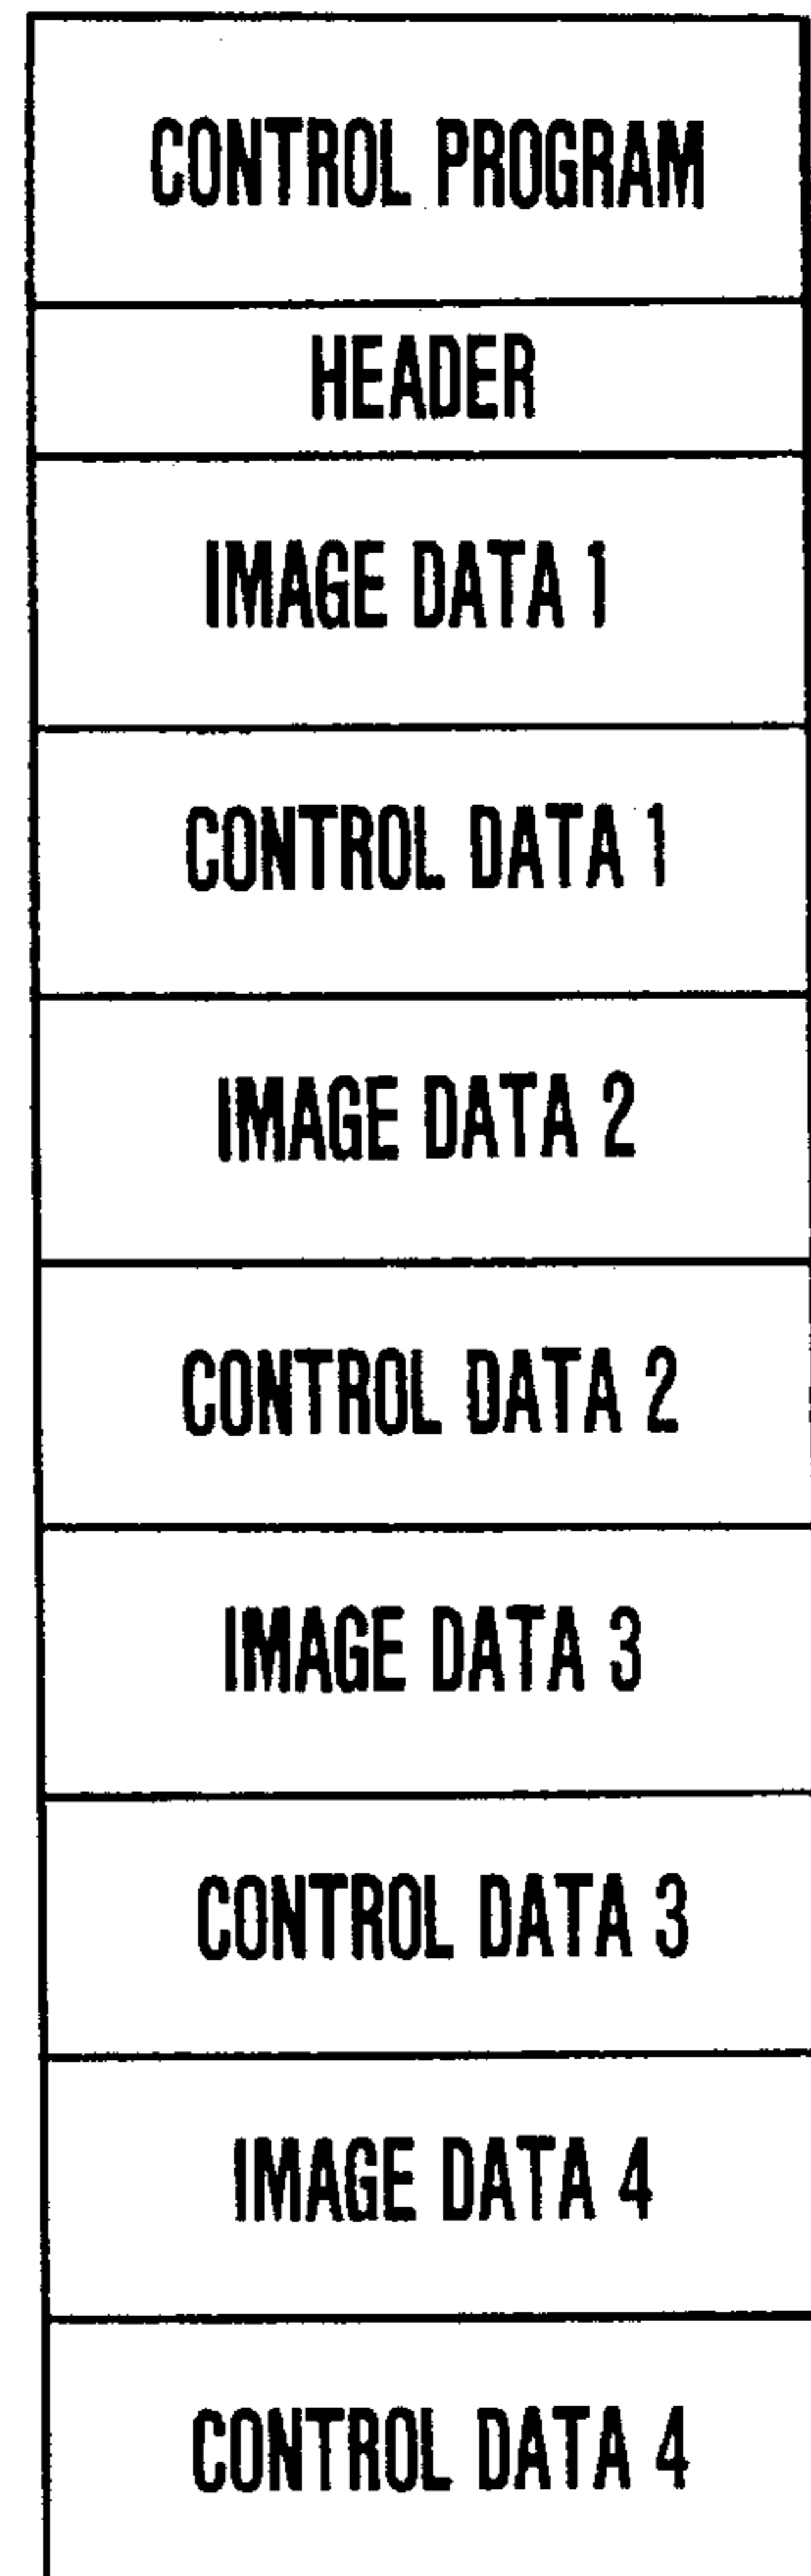 CONTROL PROGRAM
HEADER
IMAGE DATA 1
CONTROL DATA 1
IMAGE DATA 2
CONTROL DATA 2
IMAGE DATA 3
CONTROL DATA 3
IMAGE DATA 4
CONTROL DATA 4